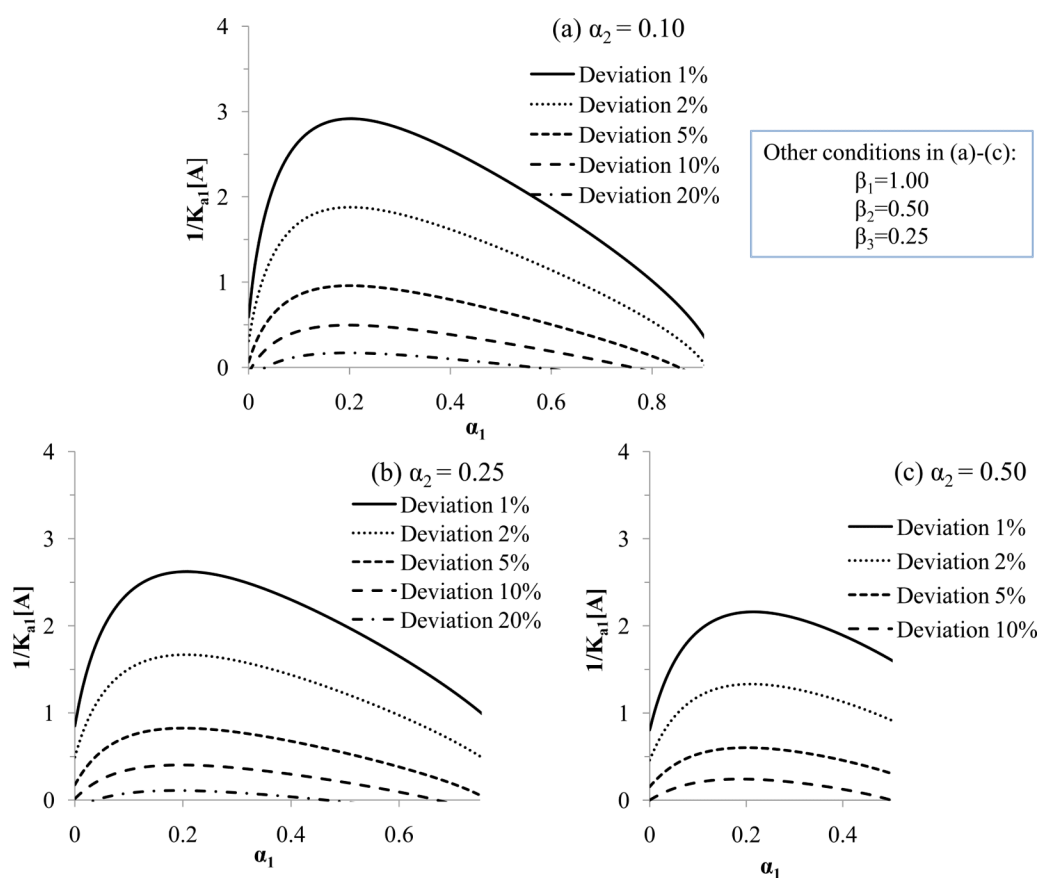 (a) α₂ = 0.10
Deviation 1%
Deviation 2%
Deviation 5%
Deviation 10%
Deviation 20%
1/Kₐ₁[A]
4
3
2
1
0
0 0.2 0.4 0.6 0.8
α₁
Other conditions in (a)-(c):
β₁=1.00
β₂=0.50
β₃=0.25
(b) α₂ = 0.25
Deviation 1%
Deviation 2%
Deviation 5%
Deviation 10%
Deviation 20%
1/Kₐ₁[A]
4
3
2
1
0
0 0.2 0.4 0.6
α₁
(c) α₂ = 0.50
Deviation 1%
Deviation 2%
Deviation 5%
Deviation 10%
1/Kₐ₁[A]
4
3
2
1
0
0 0.2 0.4
α₁